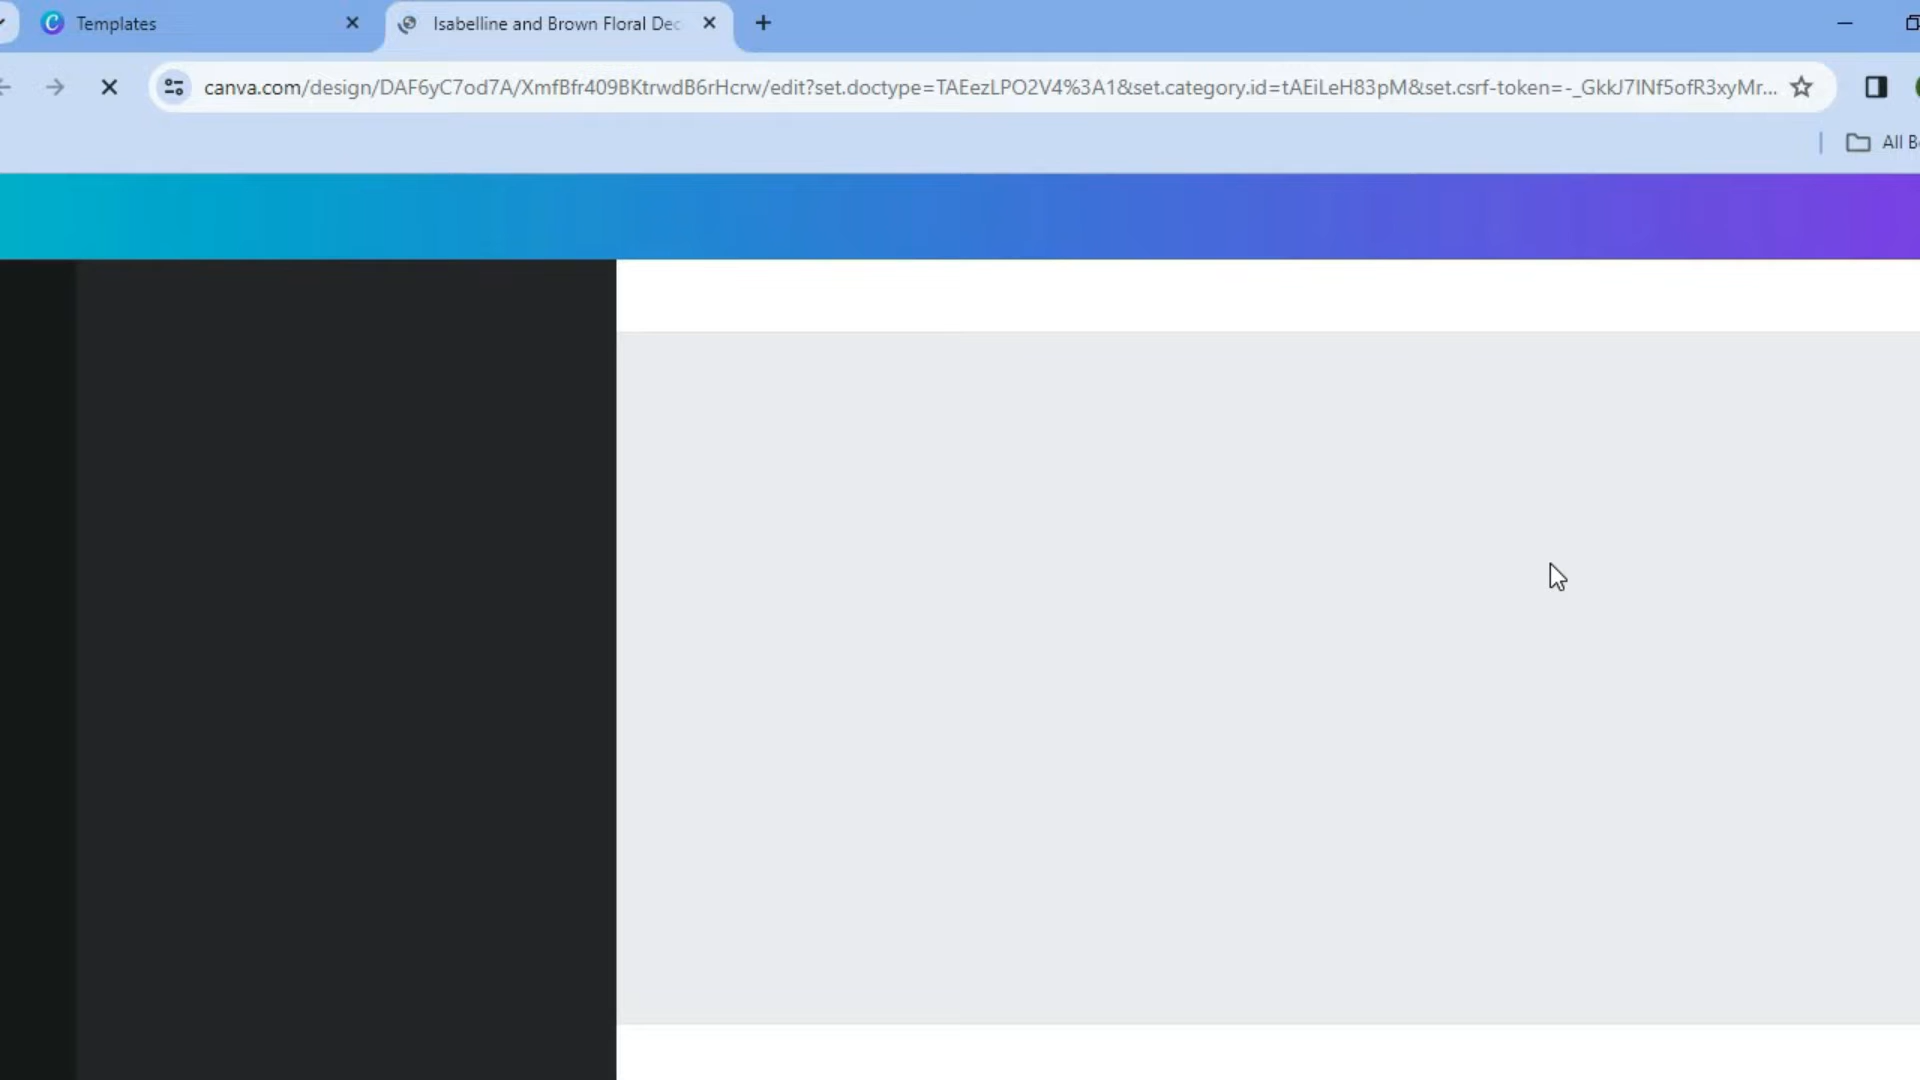 Templates
Isabelline and Brown Floral Dec
canva.com/design/DAF6yC7od7A/XmfBfr409BKtrwdB6rHcrw/edit?set.doctype=TAEezLPO2V4%3A1&set.category.id=tAEiLeH83pM&set.csrf-token=-_GkkJ7INf5ofR3xyMr...
All B